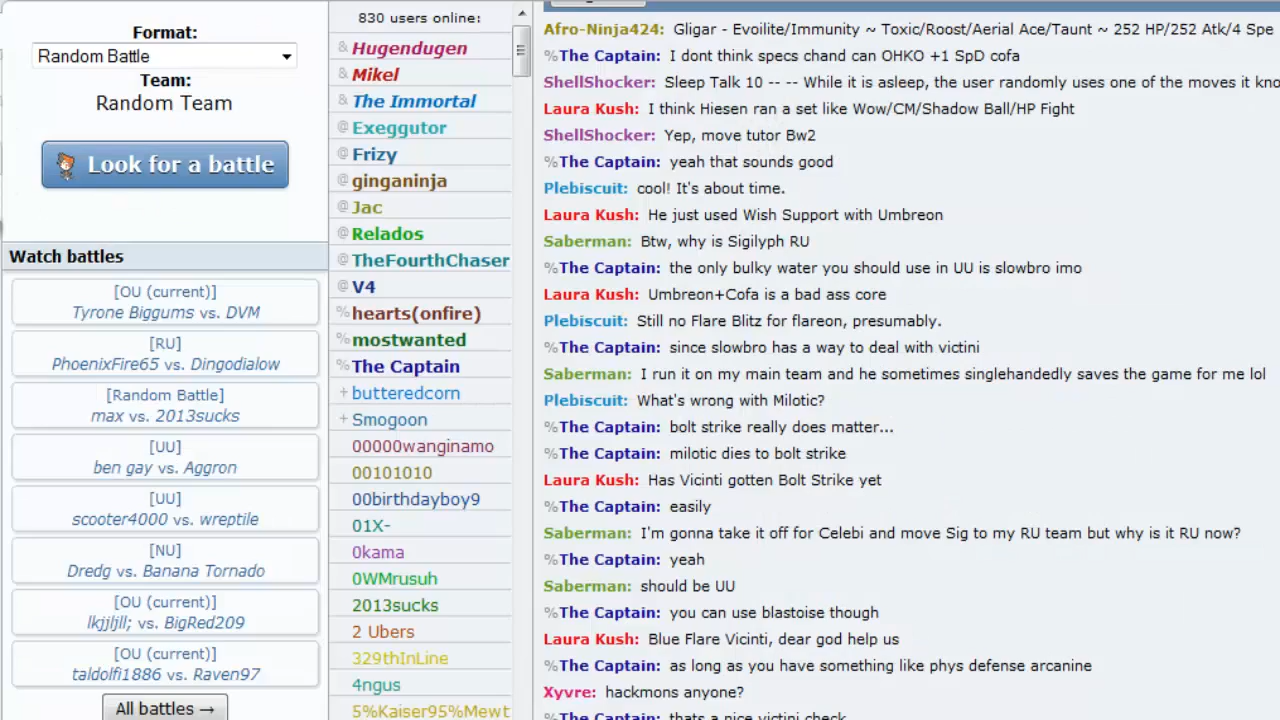 Format:
Random Battle
Team:
Random Team
Look for a battle
Watch battles
[OU (current)]
Tyrone Biggums vs. DVM
[RU]
PhoenixFire65 vs. Dingodialow
[Random Battle]
max vs. 2013sucks
[UU]
ben gay vs. Aggron
[UU]
scooter4000 vs. wreptile
[NU]
Dredg vs. Banana Tornado
[OU (current)]
lkjjljll; vs. BigRed209
[OU (current)]
taldolfi1886 vs. Raven97
All battles →
830 users online:
& Hugendugen
& Mikel
& The Immortal
@ Exeggutor
@ Frizy
@ ginganinja
@ Jac
@ Relados
@ TheFourthChaser
@ V4
% hearts(onfire)
% mostwanted
% The Captain
+ butteredcorn
+ Smogoon
00000wanginamo
00101010
00birthdayboy9
01X-
0kama
0WMrusuh
2013sucks
2 Ubers
329thInLine
4ngus
5%Kaiser95%Mewt
Afro-Ninja424: Gligar - Evoilite/Immunity ~ Toxic/Roost/Aerial Ace/Taunt ~ 252 HP/252 Atk/4 Spe
%The Captain: I dont think specs chand can OHKO +1 SpD cofa
ShellShocker: Sleep Talk 10 -- -- While it is asleep, the user randomly uses one of the moves it kno
Laura Kush: I think Hiesen ran a set like Wow/CM/Shadow Ball/HP Fight
ShellShocker: Yep, move tutor Bw2
%The Captain: yeah that sounds good
Plebiscuit: cool! It's about time.
Laura Kush: He just used Wish Support with Umbreon
Saberman: Btw, why is Sigilyph RU
%The Captain: the only bulky water you should use in UU is slowbro imo
Laura Kush: Umbreon+Cofa is a bad ass core
Plebiscuit: Still no Flare Blitz for flareon, presumably.
%The Captain: since slowbro has a way to deal with victini
Saberman: I run it on my main team and he sometimes singlehandedly saves the game for me lol
Plebiscuit: What's wrong with Milotic?
%The Captain: bolt strike really does matter...
%The Captain: milotic dies to bolt strike
Laura Kush: Has Vicinti gotten Bolt Strike yet
%The Captain: easily
Saberman: I'm gonna take it off for Celebi and move Sig to my RU team but why is it RU now?
%The Captain: yeah
Saberman: should be UU
%The Captain: you can use blastoise though
Laura Kush: Blue Flare Vicinti, dear god help us
%The Captain: as long as you have something like phys defense arcanine
Xyvre: hackmons anyone?
%The Captain: thats a nice victini check